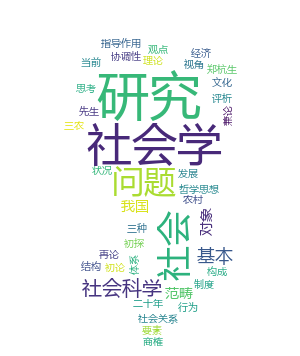 指导作用
观点
经济
协调性
理论
视角
当前
郑杭生
研究
文化
思考
评析
先生
舆论
三农
社会学
状况
问题
发展
哲学思想
我国
农村
对象
三种
社会
初探
再论
基本
体系
结构
初论
构成
社会科学
制度
范畴
二十年
行为
社会关系
要素
商榷